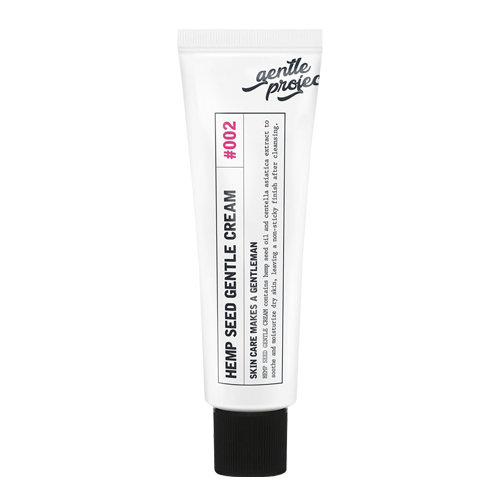 gentle
projec
#002
HEMP SEED GENTLE CREAM
SKIN CARE MAKES A GENTLEMAN
HEMP SEED GENTLE CREAM contains hemp seed oil and centella asiatica extract to
soothe and moisturise dry skin, leaving a non-sticky finish after cleansing.